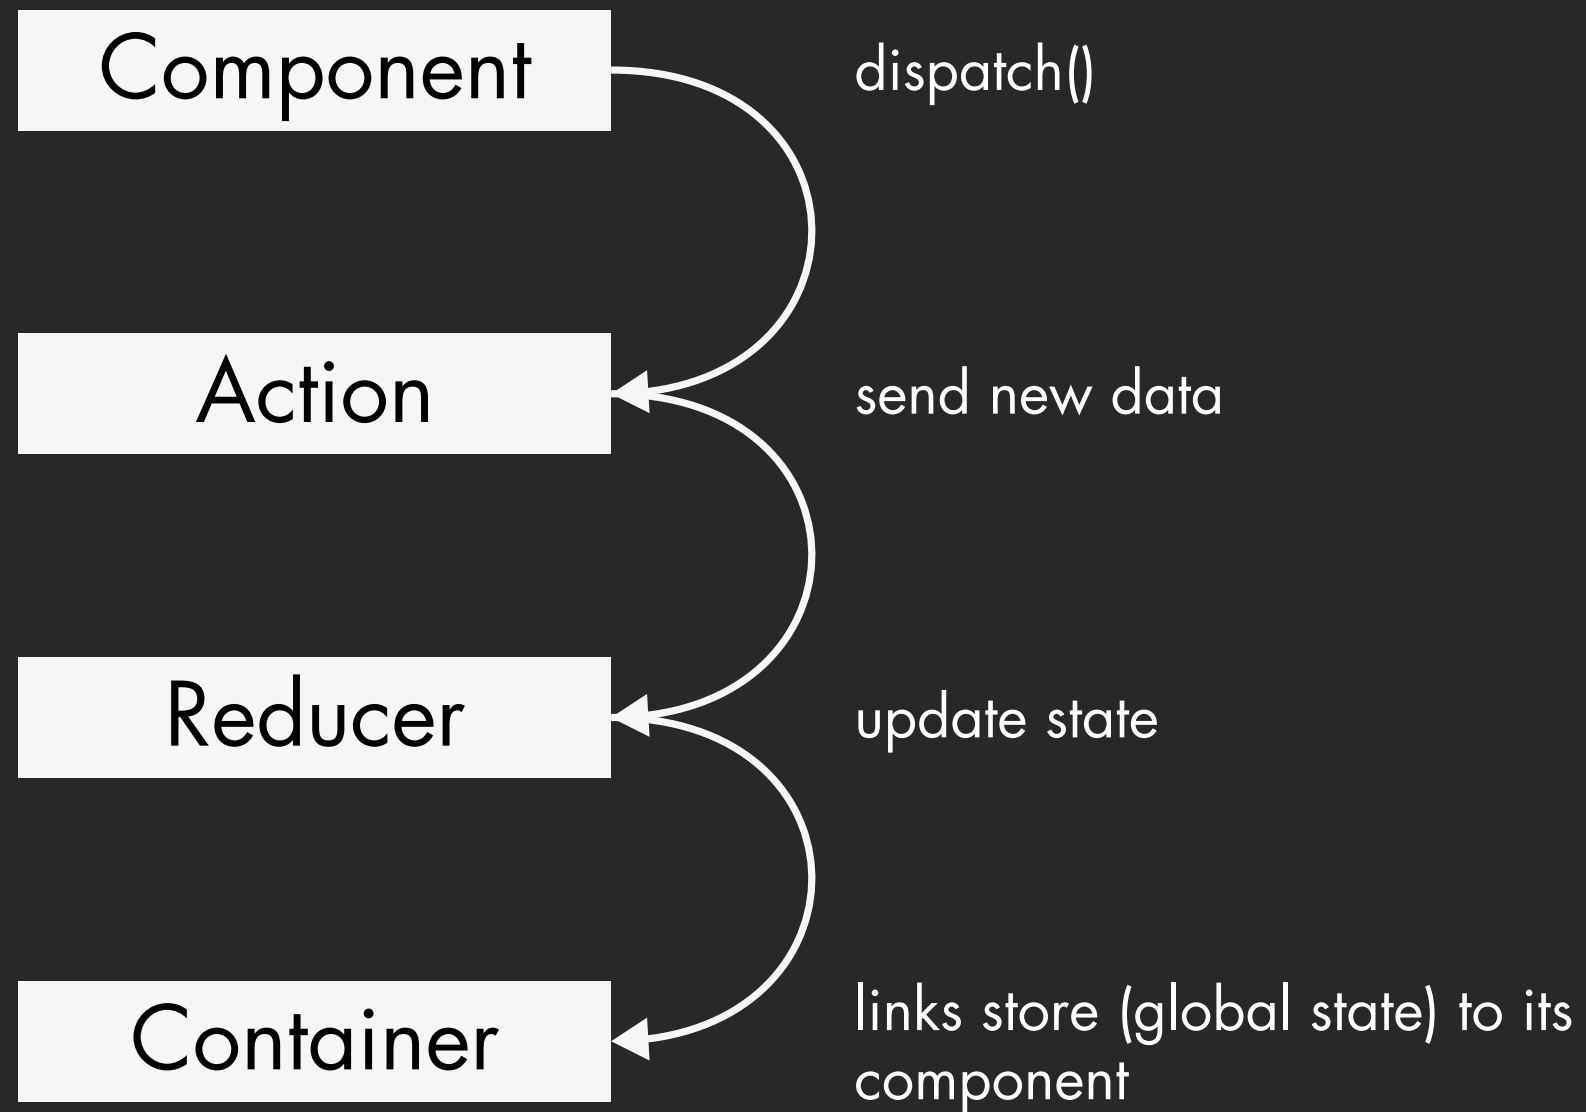 Component
dispatch()
Action
send new data
Reducer
update state
Container
links store (global state) to its
component